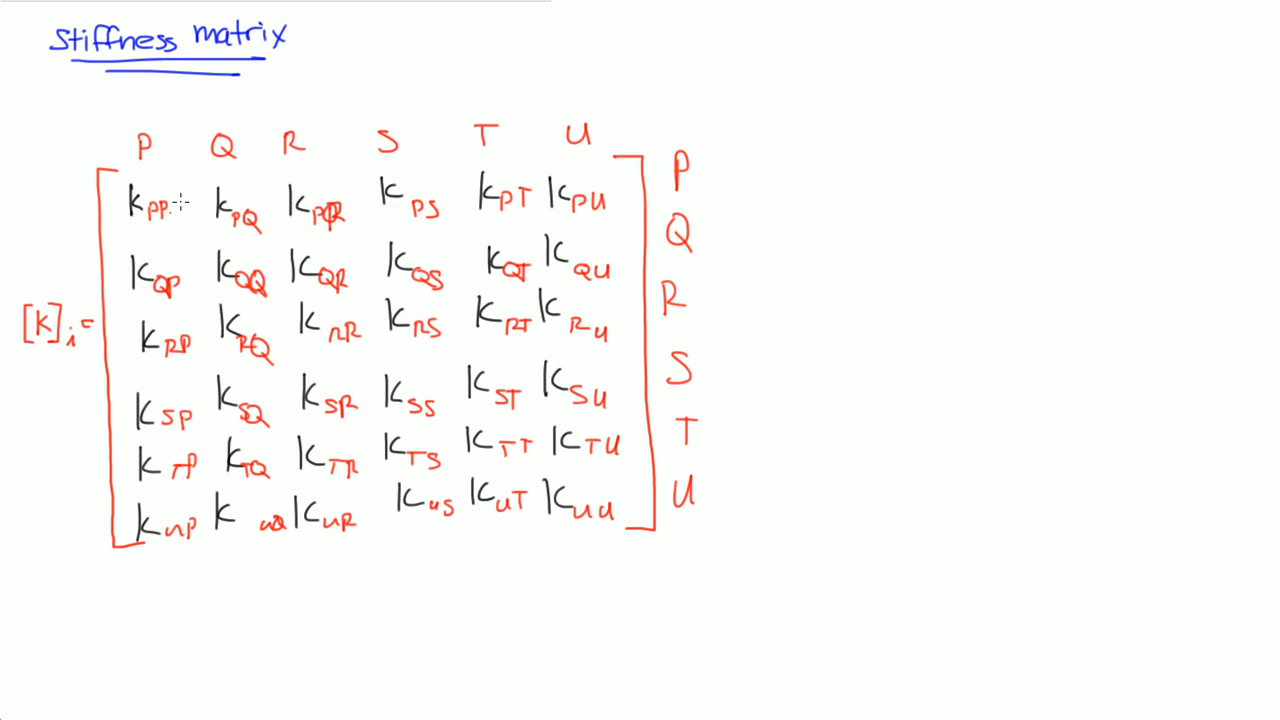 Stiffness matrix
P Q R S T U
kPP kPQ kPR kPS kPT kPU P
kQP kQQ kQR kQS kQT kQU Q
[K]i = kRP kRQ kRR kRS kRT kRU R
kSP kSQ kSR kSS kST kSU S
kTP kTQ kTR kTS kTT kTU T
kUP kUQ kUR kUS kUT kUU U